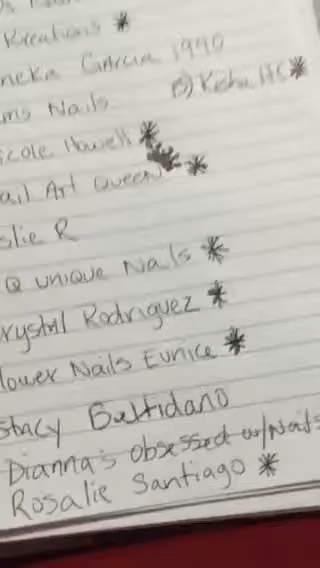 Kreations *
neka Garcia 1990
ms Nails
Kesha HC *
icole Howell *
ail Art Queen *
slie R
Q unique Nails *
rystal Rodriguez *
lower Nails Eunice *
stacy Baltidano
Dianna's obsessed w/Nails
Rosalie Santiago *